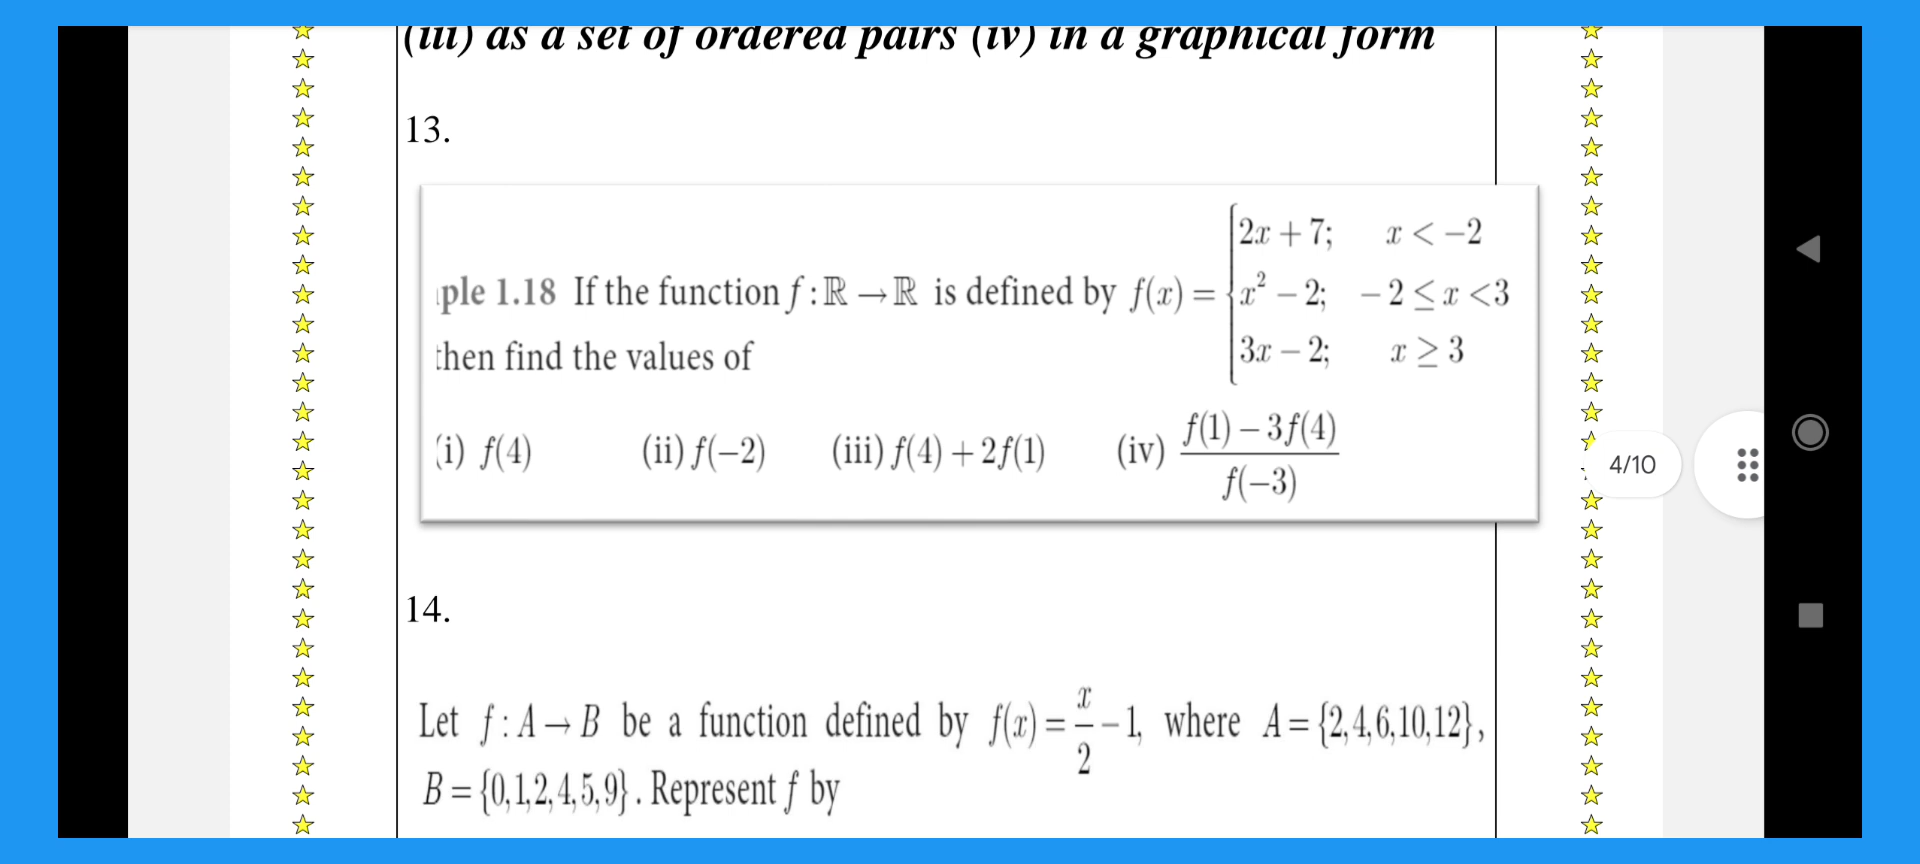 (iii) as a set of ordered pairs (iv) in a graphical form
13.
ple 1.18 If the function f : ℝ → ℝ is defined by f(x) = { 2x + 7; x < −2
x² − 2; −2 ≤ x < 3
3x − 2; x ≥ 3
then find the values of
(i) f(4) (ii) f(−2) (iii) f(4) + 2f(1) (iv) (f(1) − 3f(4)) / f(−3)
4/10
14.
Let f : A → B be a function defined by f(x) = x/2 − 1, where A = {2,4,6,10,12},
B = {0,1,2,4,5,9}. Represent f by